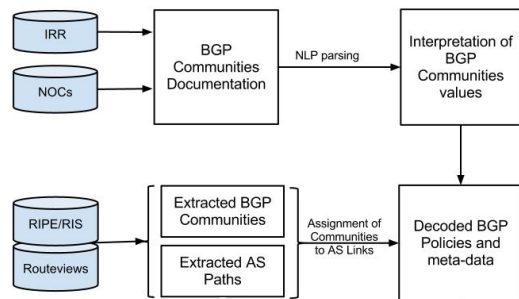 IRR
NOCs
BGP
Communities
Documentation
NLP parsing
Interpretation of
BGP
Communities
values
RIPE/RIS
Routeviews
Extracted BGP
Communities
Extracted AS
Paths
Assignment of
Communities
to AS Links
Decoded BGP
Policies and
meta-data